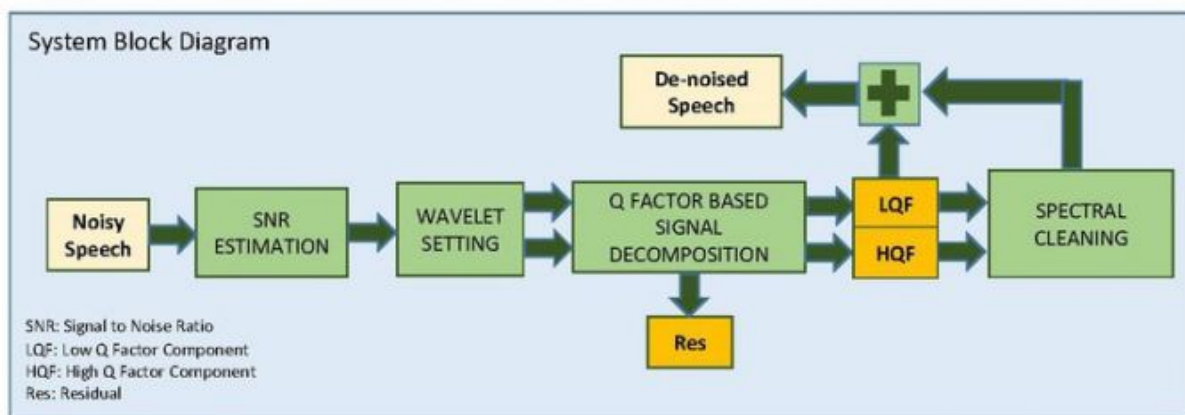 System Block Diagram
De-noised
Speech
Noisy
Speech
SNR
ESTIMATION
WAVELET
SETTING
Q FACTOR BASED
SIGNAL
DECOMPOSITION
LQF
HQF
SPECTRAL
CLEANING
Res
SNR: Signal to Noise Ratio
LQF: Low Q Factor Component
HQF: High Q Factor Component
Res: Residual